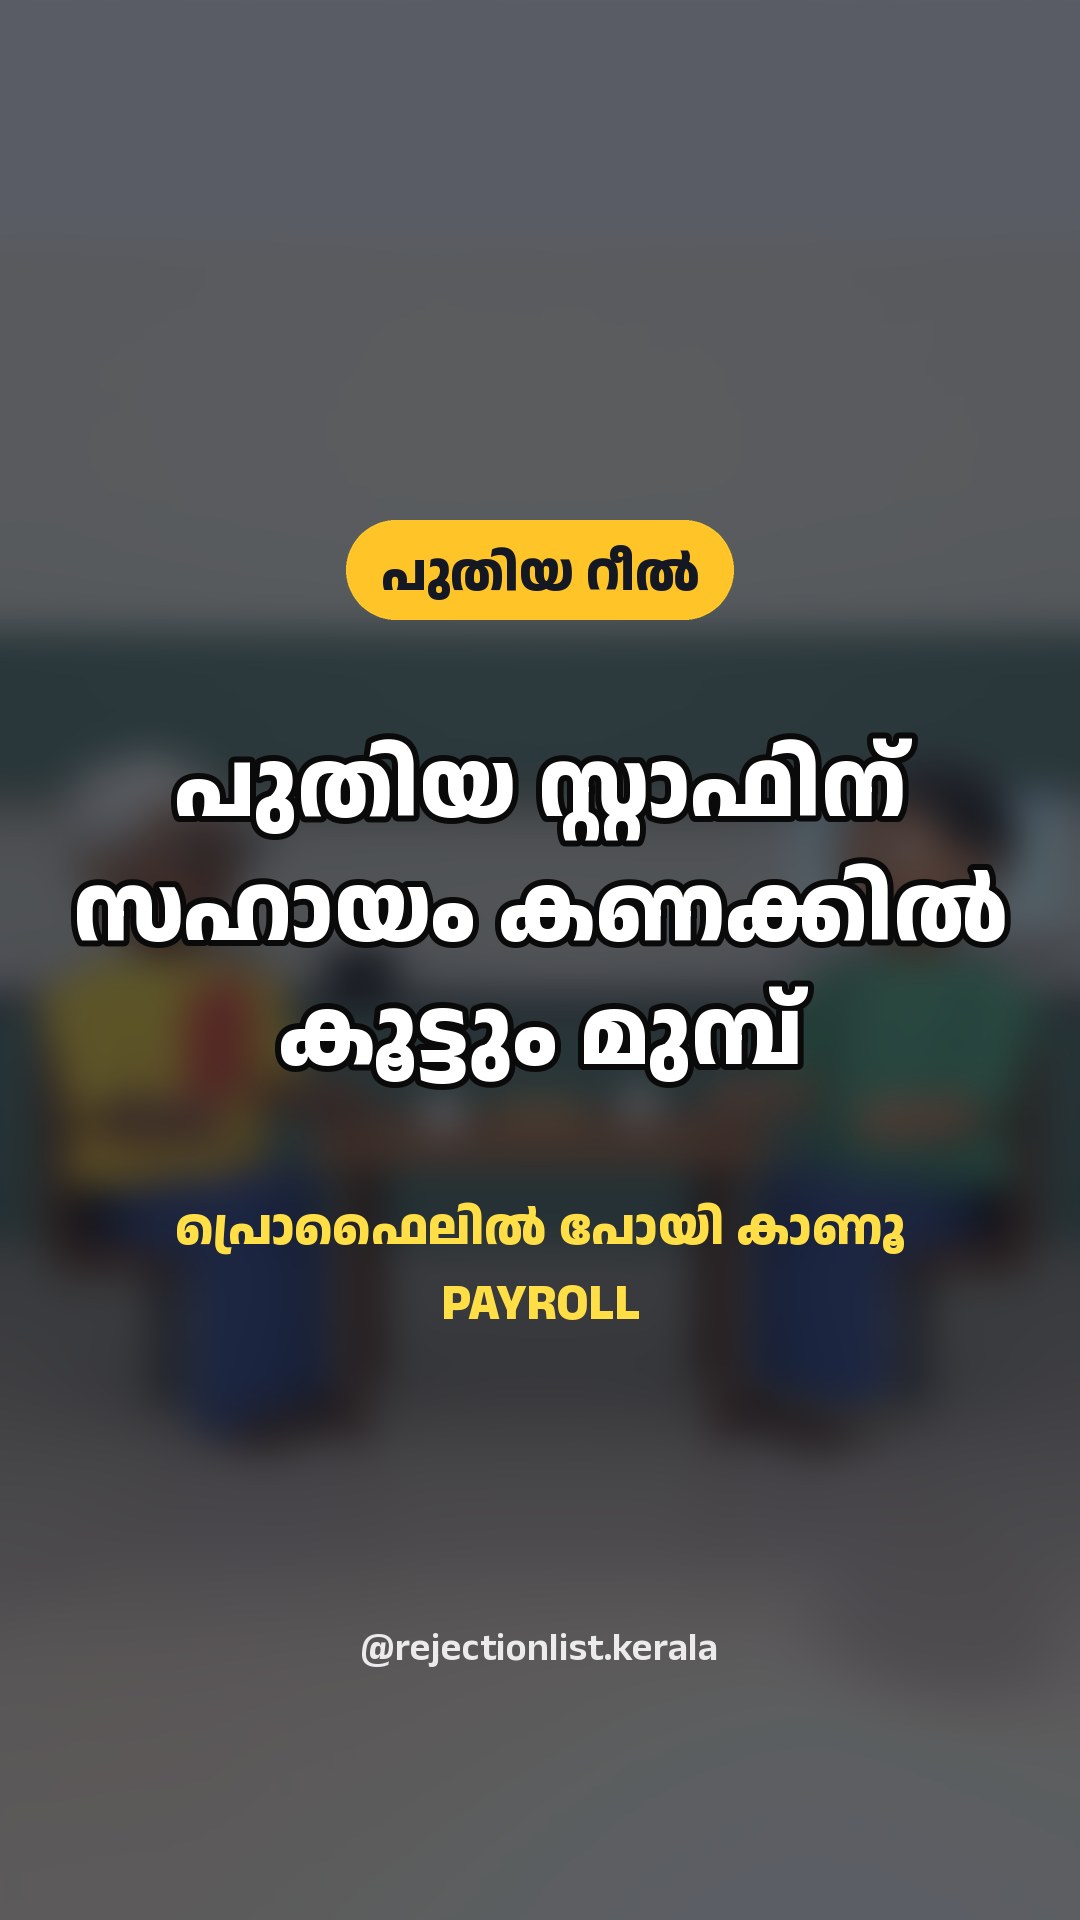 പുതിയ റീൽ
പുതിയ സ്റ്റാഫിന്
സഹായം കണക്കിൽ
കൂട്ടും മുമ്പ്
പ്രൊഫൈലിൽ പോയി കാണൂ
PAYROLL
@rejectionlist.kerala